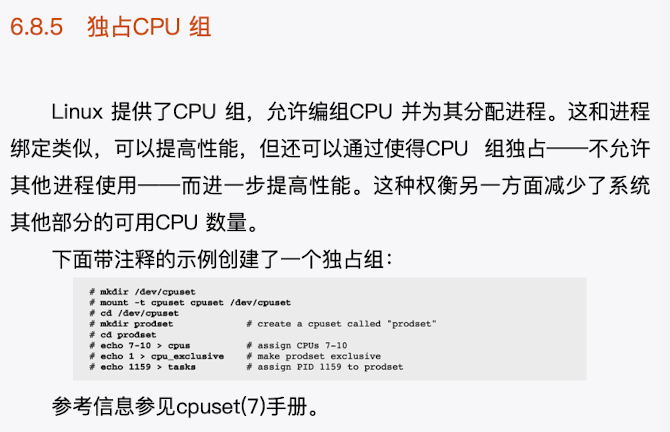 6.8.5 独占CPU 组
Linux 提供了CPU 组，允许编组CPU 并为其分配进程。这和进程
绑定类似，可以提高性能，但还可以通过使得CPU 组独占——不允许
其他进程使用——而进一步提高性能。这种权衡另一方面减少了系统
其他部分的可用CPU 数量。
下面带注释的示例创建了一个独占组：
# mkdir /dev/cpuset
# mount -t cpuset cpuset /dev/cpuset
# cd /dev/cpuset
# mkdir prodset # create a cpuset called "prodset"
# cd prodset
# echo 7-10 > cpus # assign CPUs 7-10
# echo 1 > cpu_exclusive # make prodset exclusive
# echo 1159 > tasks # assign PID 1159 to prodset
参考信息参见cpuset(7)手册。